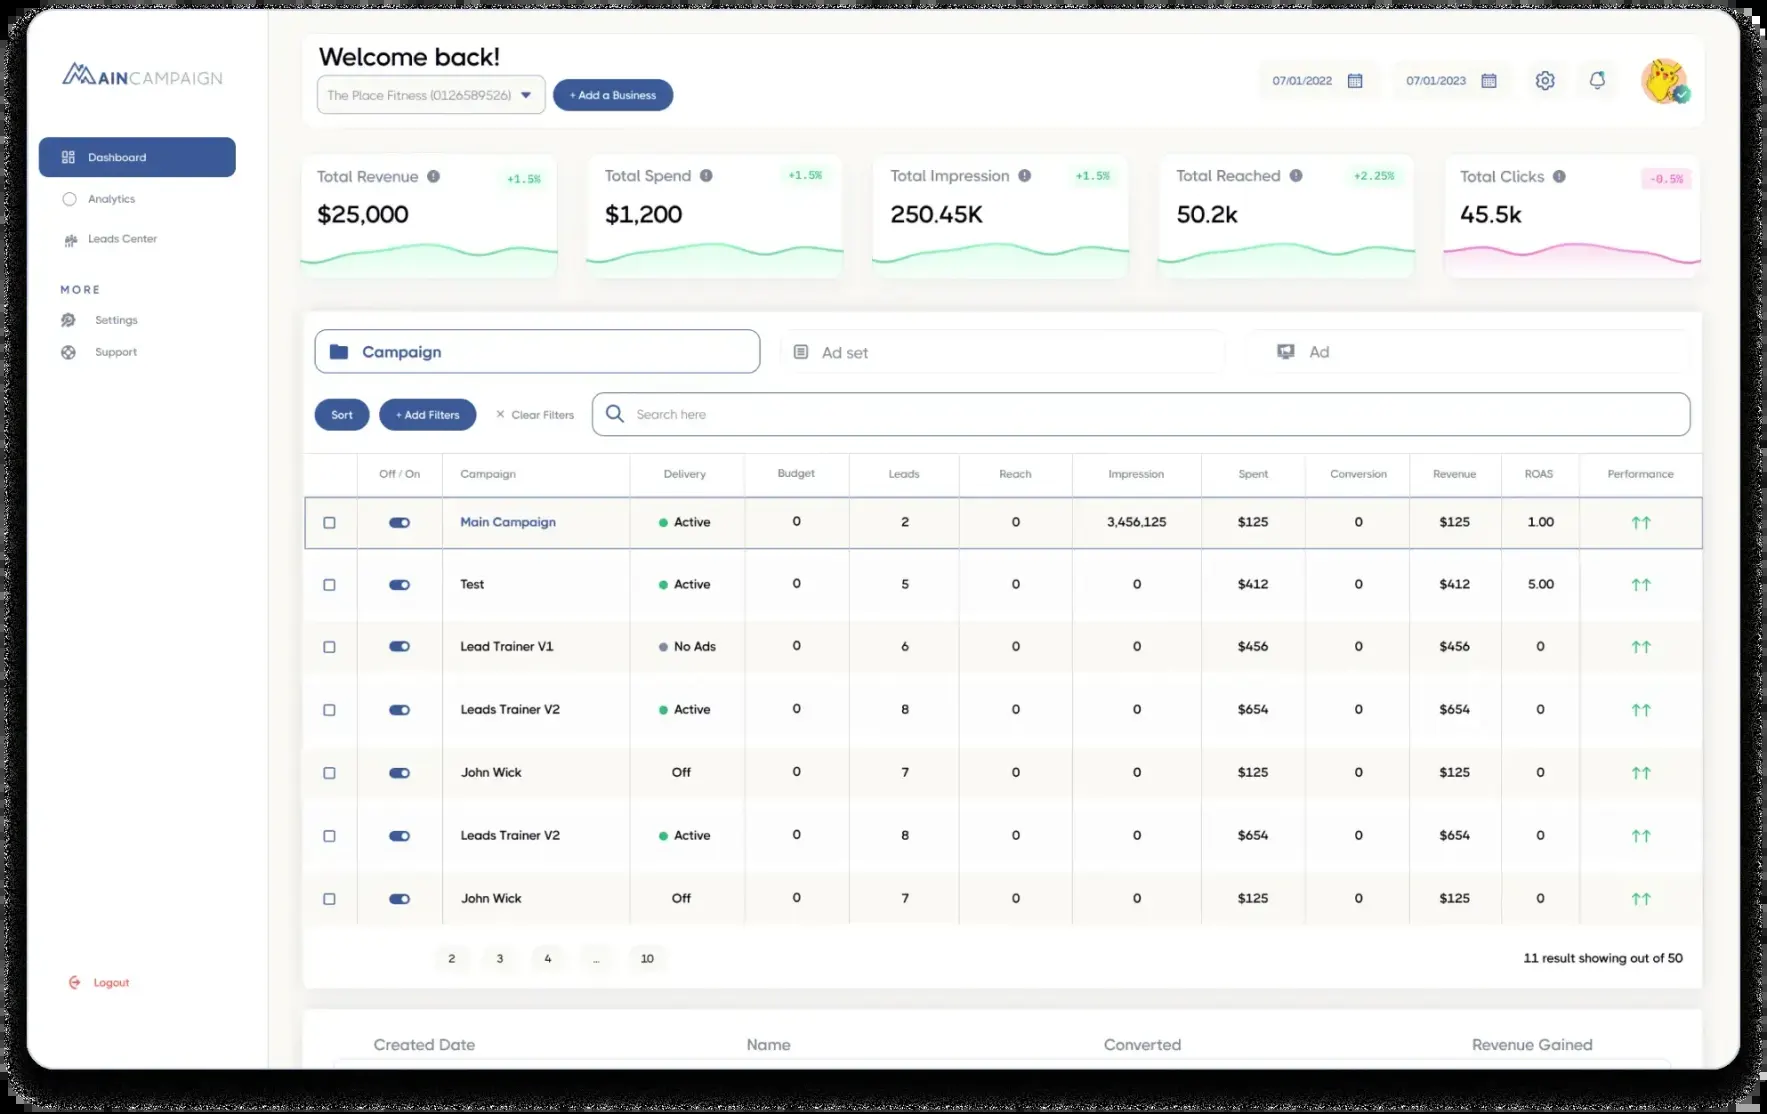 MAINCAMPAIGN
Dashboard
Analytics
Leads Center
MORE
Settings
Support
Logout
Welcome back!
The Place Fitness (0126589526)
+ Add a Business
07/01/2022
07/01/2023
Total Revenue +1.5%
$25,000
Total Spend +1.5%
$1,200
Total Impression +1.5%
250.45K
Total Reached +2.25%
50.2k
Total Clicks -0.5%
45.5k
Campaign
Ad set
Ad
Sort
+ Add Filters
× Clear Filters
Search here
Off / On Campaign Delivery Budget Leads Reach Impression Spent Conversion Revenue ROAS Performance
Main Campaign Active 0 2 0 3,456,125 $125 0 $125 1.00 ↑↑
Test Active 0 5 0 0 $412 0 $412 5.00 ↑↑
Lead Trainer V1 No Ads 0 6 0 0 $456 0 $456 0 ↑↑
Leads Trainer V2 Active 0 8 0 0 $654 0 $654 0 ↑↑
John Wick Off 0 7 0 0 $125 0 $125 0 ↑↑
Leads Trainer V2 Active 0 8 0 0 $654 0 $654 0 ↑↑
John Wick Off 0 7 0 0 $125 0 $125 0 ↑↑
2 3 4 ... 10
11 result showing out of 50
Created Date Name Converted Revenue Gained